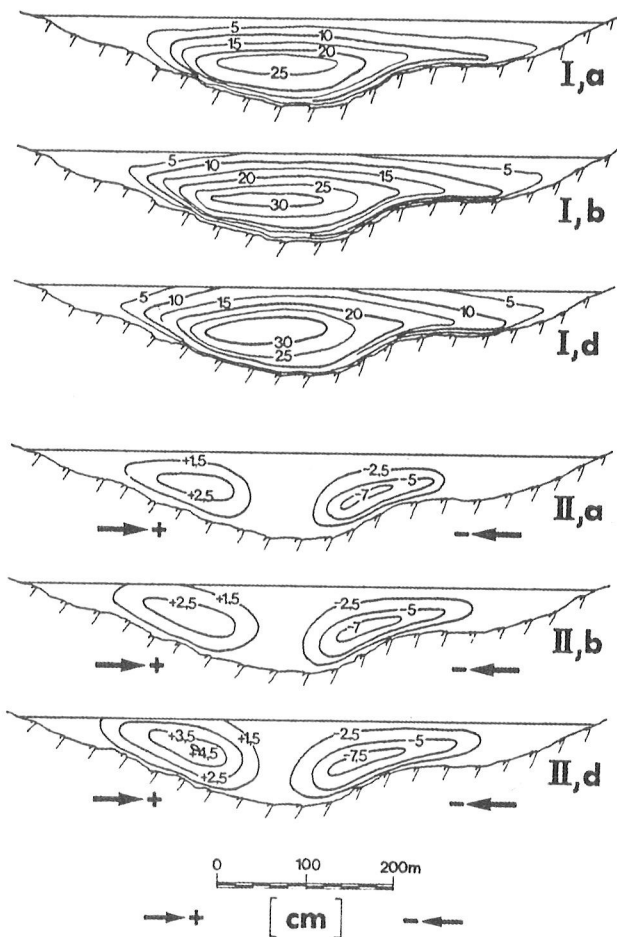 5 10
15 20
25
I,a
5 10 5
20 15
25
30
I,b
5 10 15 5
20 10
30
25
I,d
+1,5 -2,5
-5
+2,5 -7
II,a
+ -
+2,5 +1,5 -2,5 -5
-7
II,b
+ -
+3,5 +1,5 -2,5 -5
+4,5
+2,5 -7,5
II,d
+ -
0 100 200m
+ [cm] -